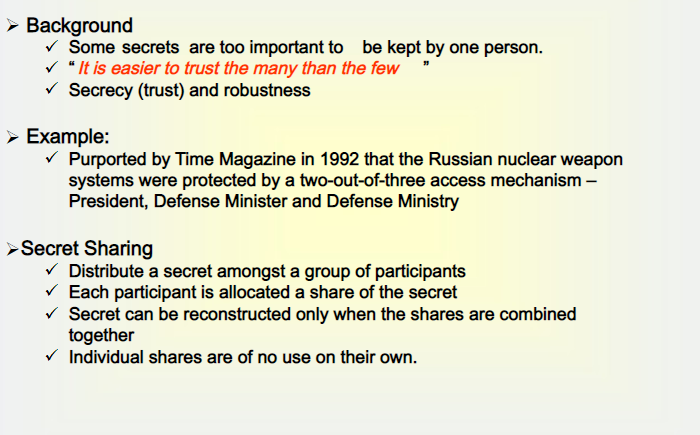 ➢ Background
✓ Some secrets are too important to be kept by one person.
✓ “ It is easier to trust the many than the few ”
✓ Secrecy (trust) and robustness
➢ Example:
✓ Purported by Time Magazine in 1992 that the Russian nuclear weapon
systems were protected by a two-out-of-three access mechanism –
President, Defense Minister and Defense Ministry
➢Secret Sharing
✓ Distribute a secret amongst a group of participants
✓ Each participant is allocated a share of the secret
✓ Secret can be reconstructed only when the shares are combined
together
✓ Individual shares are of no use on their own.